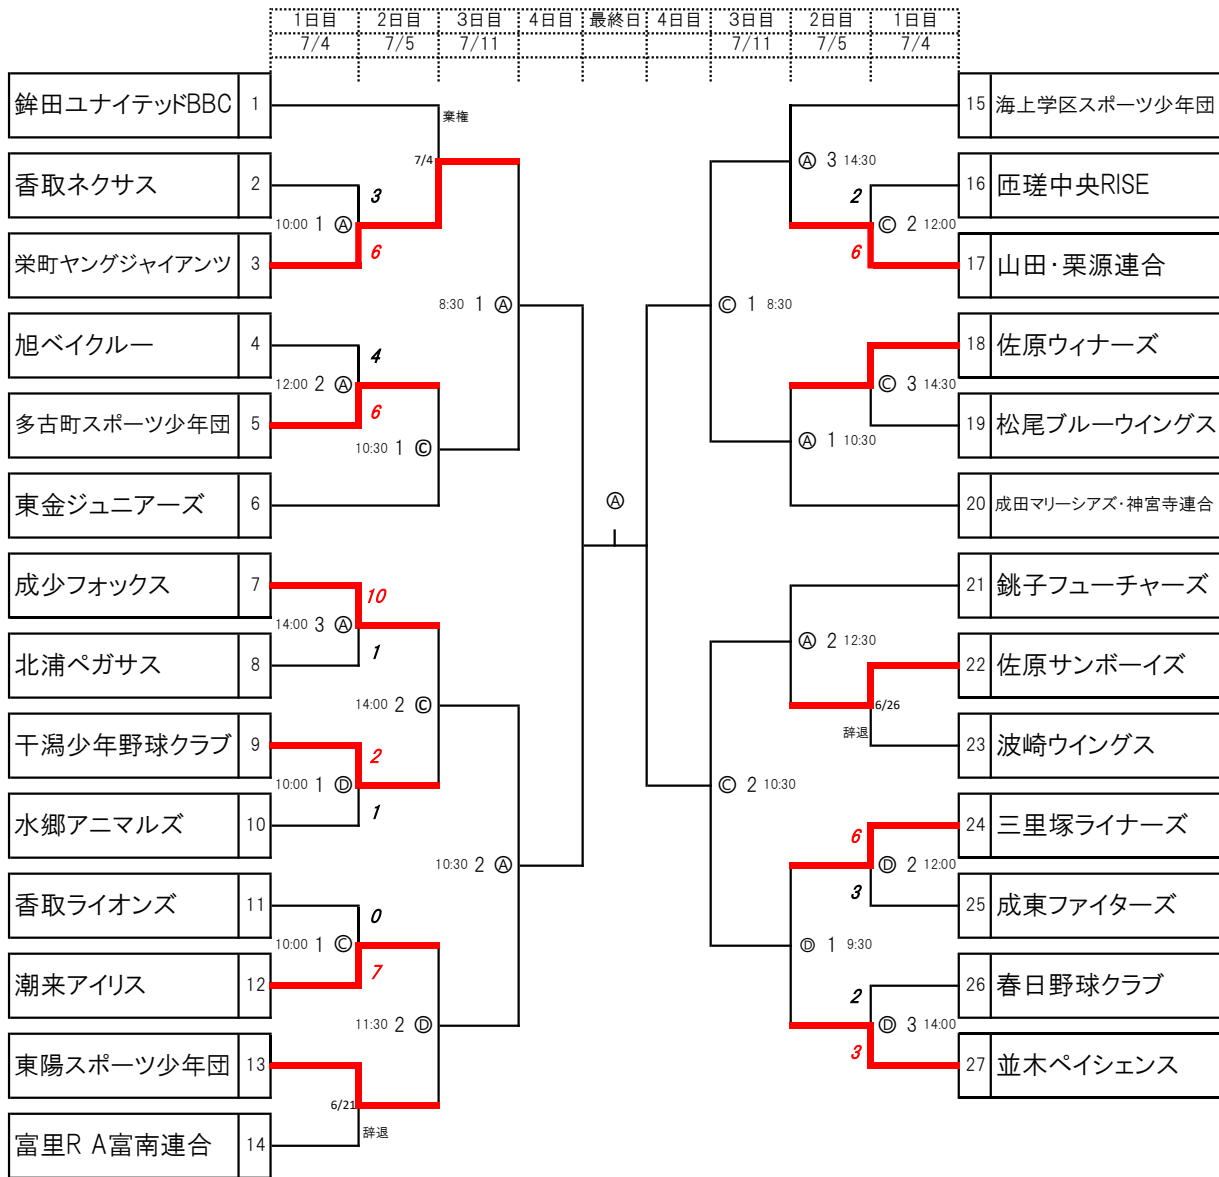 1日目 2日目 3日目 4日目 最終日 4日目 3日目 2日目 1日目
7/4 7/5 7/11 7/11 7/5 7/4
鉾田ユナイテッドBBC 1
棄権
7/4
香取ネクサス 2
3
10:00 1 Ⓐ
6
栄町ヤングジャイアンツ 3
8:30 1 Ⓐ
旭ベイクルー 4
4
12:00 2 Ⓐ
6
多古町スポーツ少年団 5
10:30 1 Ⓒ
東金ジュニアーズ 6
成少フォックス 7
10
14:00 3 Ⓐ
1
北浦ペガサス 8
14:00 2 Ⓒ
干潟少年野球クラブ 9
2
10:00 1 Ⓓ
1
水郷アニマルズ 10
10:30 2 Ⓐ
香取ライオンズ 11
0
10:00 1 Ⓒ
7
潮来アイリス 12
11:30 2 Ⓓ
東陽スポーツ少年団 13
6/21
辞退
富里R A富南連合 14
Ⓐ
15 海上学区スポーツ少年団
Ⓐ 3 14:30
16 匝瑳中央RISE
2
Ⓒ 2 12:00
6
17 山田・栗源連合
Ⓒ 1 8:30
18 佐原ウィナーズ
Ⓒ 3 14:30
19 松尾ブルーウイングス
Ⓐ 1 10:30
20 成田マリーシアズ・神宮寺連合
21 銚子フューチャーズ
Ⓐ 2 12:30
22 佐原サンボーイズ
6/26
辞退
23 波崎ウイングス
Ⓒ 2 10:30
24 三里塚ライナーズ
6
Ⓓ 2 12:00
3
25 成東ファイターズ
Ⓓ 1 9:30
26 春日野球クラブ
2
Ⓓ 3 14:00
3
27 並木ペイシェンス